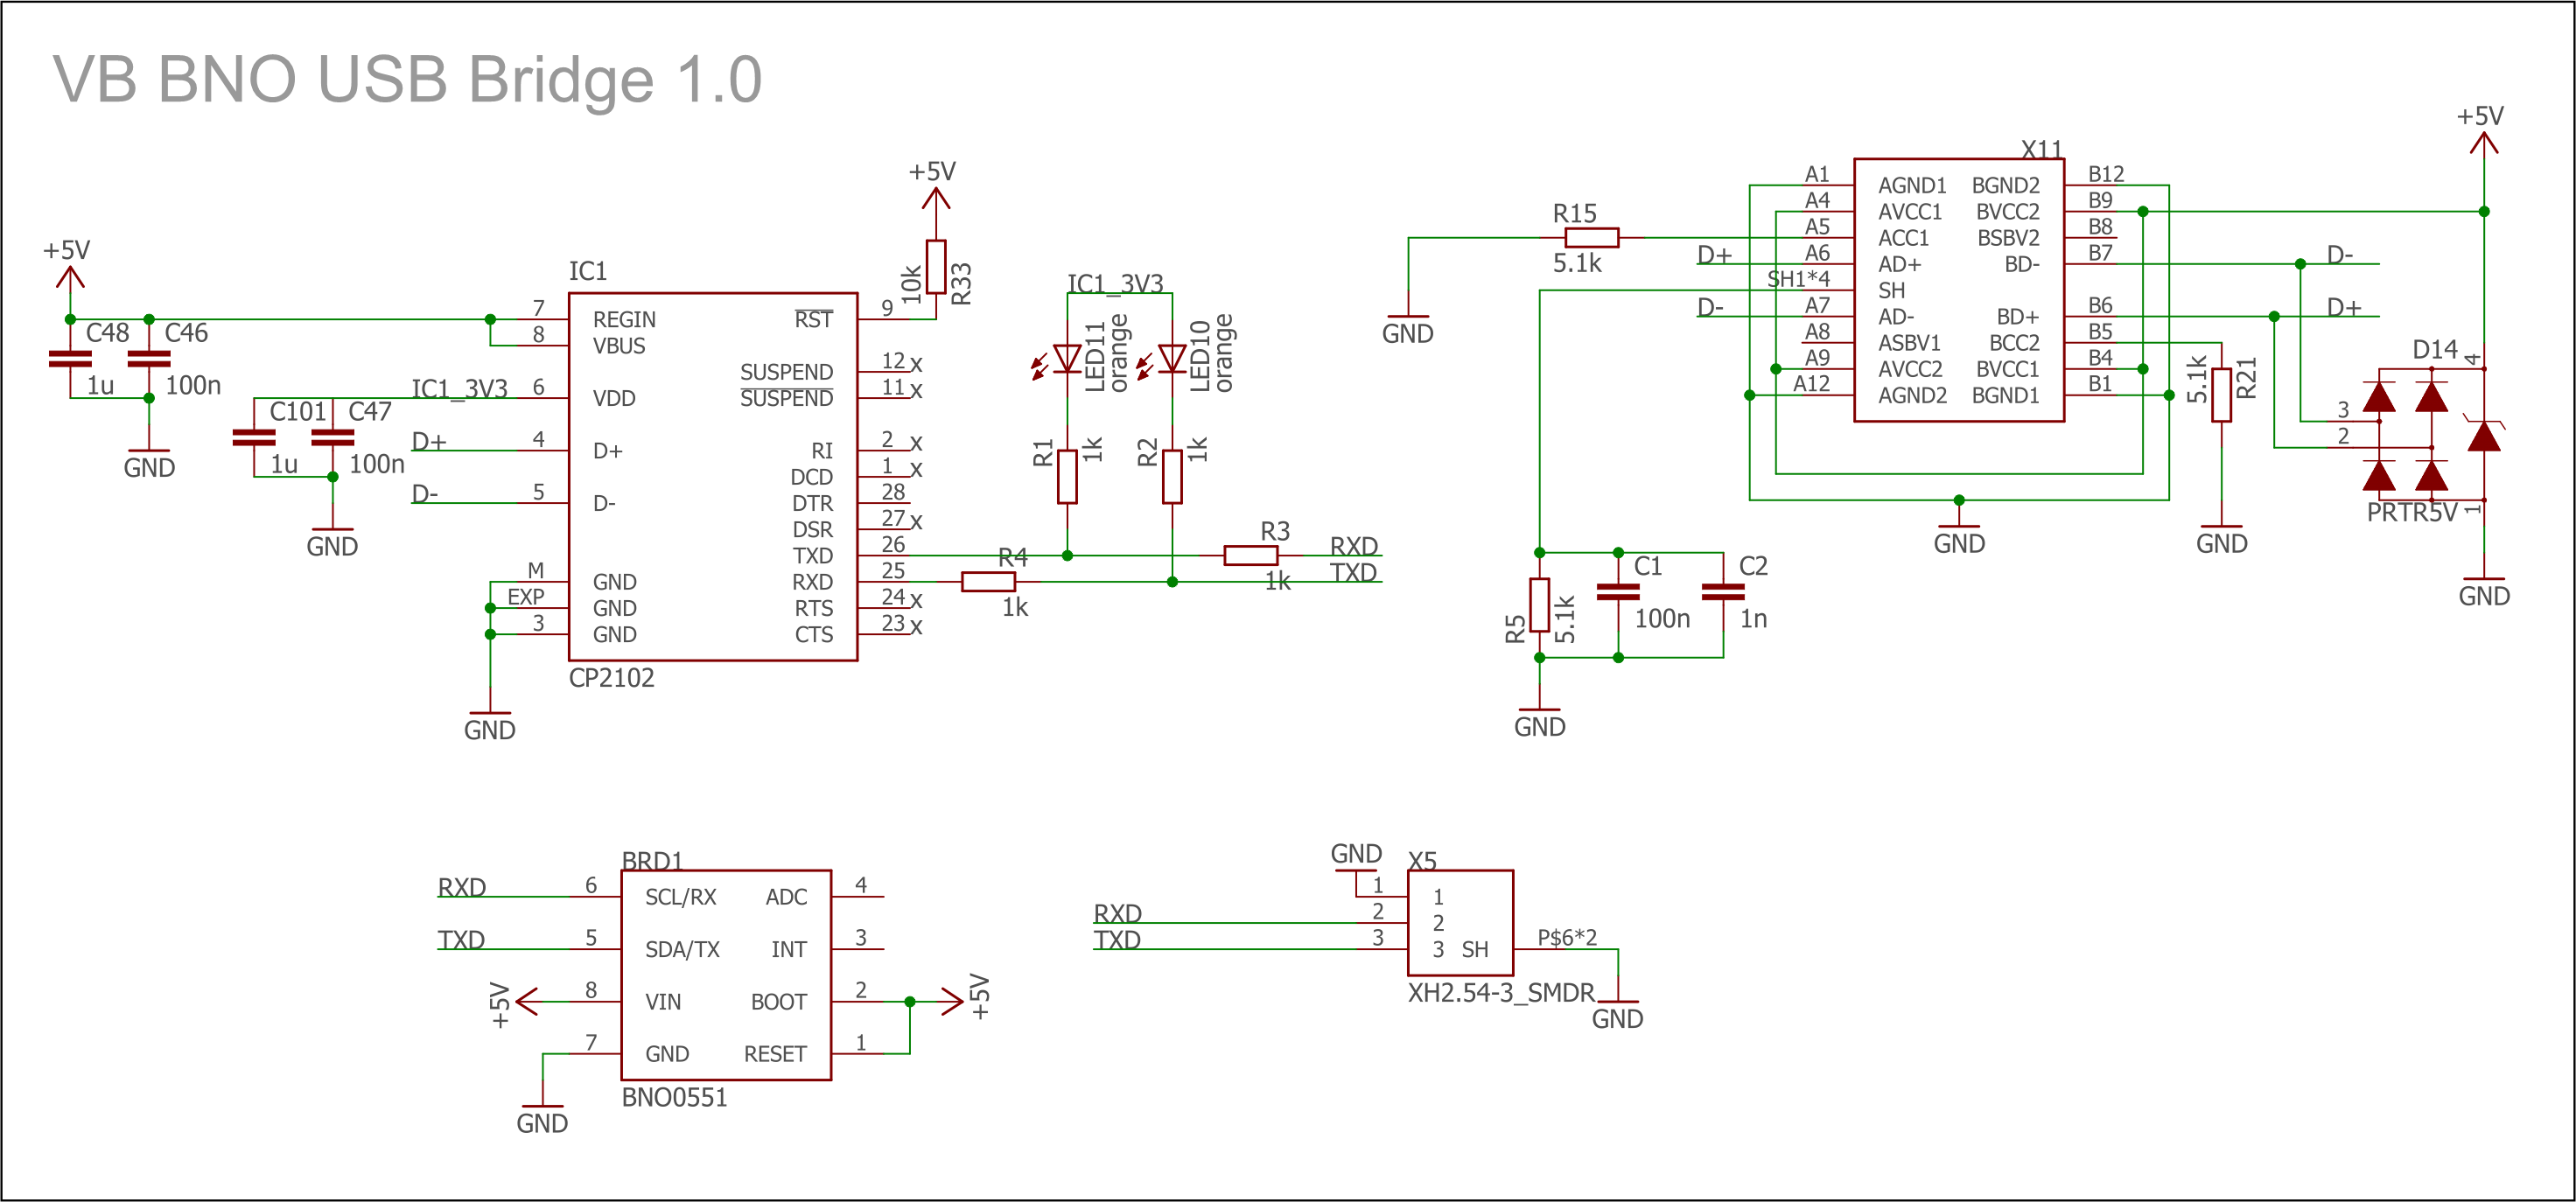 VB BNO USB Bridge 1.0
+5V
C48
1u
C46
100n
GND
IC1_3V3
C101
1u
C47
100n
GND
D+
D-
IC1
7 REGIN
8 VBUS
6 VDD
4 D+
5 D-
M GND
EXP GND
3 GND
RST 9
SUSPEND 12 x
SUSPEND 11 x
RI 2 x
DCD 1 x
DTR 28
DSR 27 x
TXD 26
RXD 25
RTS 24 x
CTS 23 x
CP2102
GND
+5V
10k
R33
IC1_3V3
LED11
orange
LED10
orange
R1
1k
R2
1k
R3
1k
R4
1k
RXD
TXD
R15
5.1k
GND
D+
D-
X11
A1 AGND1
A4 AVCC1
A5 ACC1
A6 AD+
SH1*4 SH
A7 AD-
A8 ASBV1
A9 AVCC2
A12 AGND2
BGND2 B12
BVCC2 B9
BSBV2 B8
BD- B7
BD+ B6
BCC2 B5
BVCC1 B4
BGND1 B1
GND
D-
D+
+5V
5.1k
R21
GND
D14
4
3
2
1
PRTR5V
GND
R5
5.1k
C1
100n
C2
1n
GND
BRD1
RXD
6 SCL/RX
TXD
5 SDA/TX
+5V
8 VIN
7 GND
GND
ADC 4
INT 3
BOOT 2
RESET 1
+5V
BNO0551
GND
X5
1 1
RXD
2 2
TXD
3 3
SH P$6*2
XH2.54-3_SMDR
GND